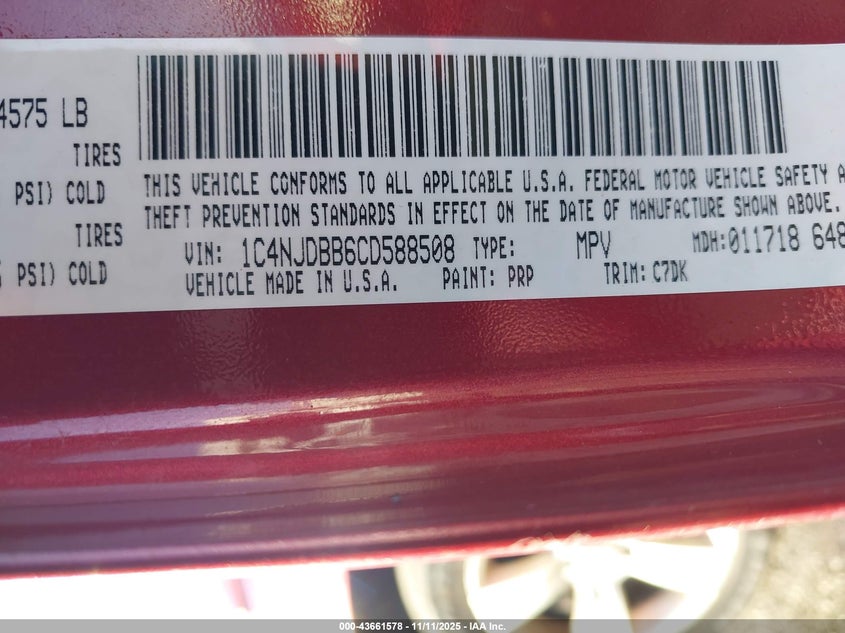 4575 LB
TIRES
PSI) COLD
THIS VEHICLE CONFORMS TO ALL APPLICABLE U.S.A. FEDERAL MOTOR VEHICLE SAFETY A
THEFT PREVENTION STANDARDS IN EFFECT ON THE DATE OF MANUFACTURE SHOWN ABOVE.
TIRES
VIN: 1C4NJDBB6CD588508 TYPE: MPV MDH:011718 648
PSI) COLD
VEHICLE MADE IN U.S.A. PAINT: PRP TRIM: C7DK
000-43661578 - 11/11/2025 - IAA Inc.